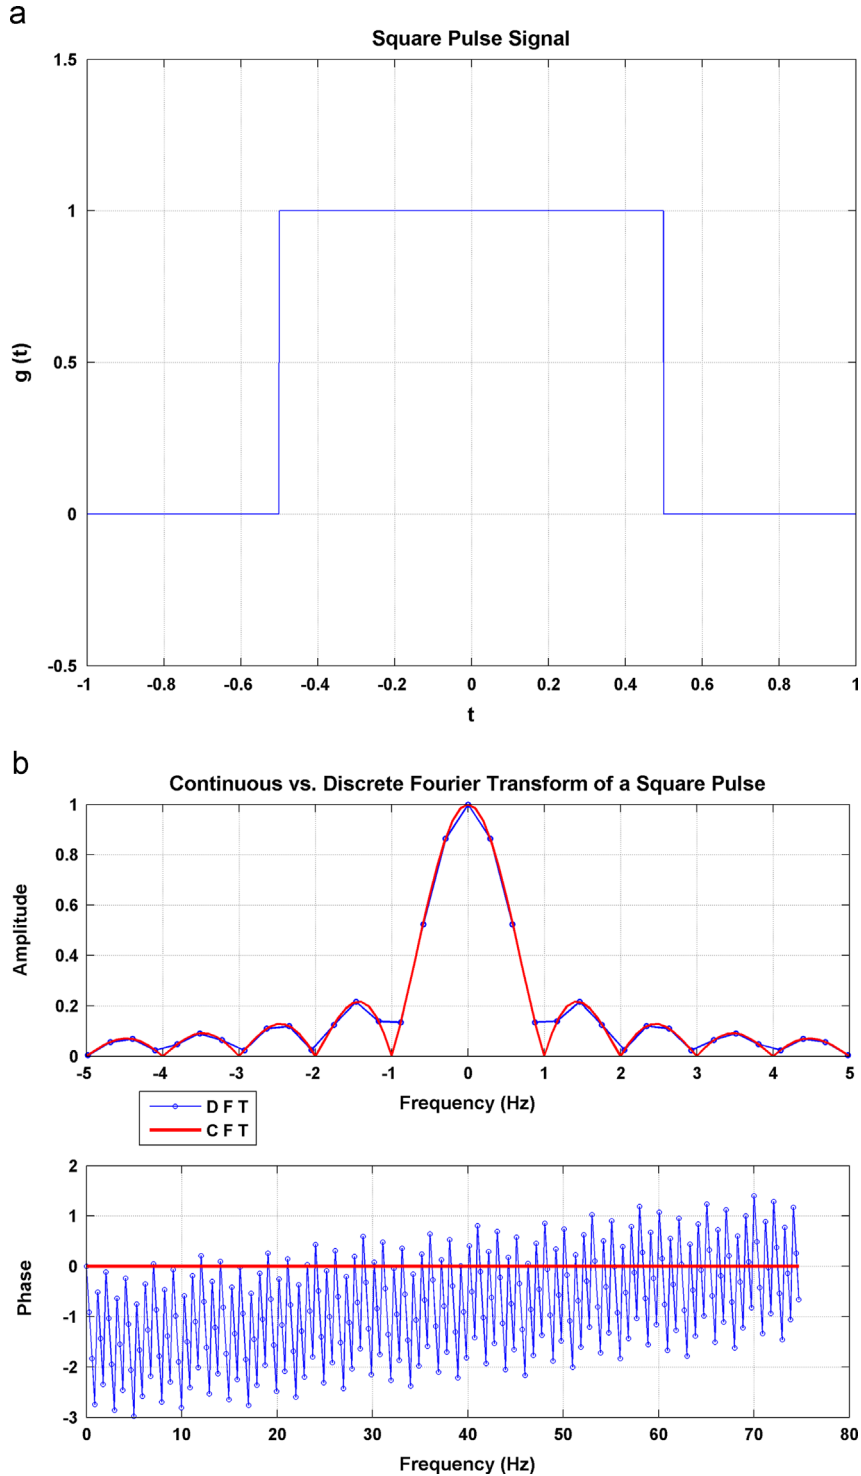 a
Square Pulse Signal
1.5
1
0.5
0
-0.5
g (t)
-1 -0.8 -0.6 -0.4 -0.2 0 0.2 0.4 0.6 0.8 1
t
b
Continuous vs. Discrete Fourier Transform of a Square Pulse
1
0.8
0.6
0.4
0.2
0
Amplitude
-5 -4 -3 -2 -1 0 1 2 3 4 5
Frequency (Hz)
D F T
C F T
2
1
0
-1
-2
-3
Phase
0 10 20 30 40 50 60 70 80
Frequency (Hz)